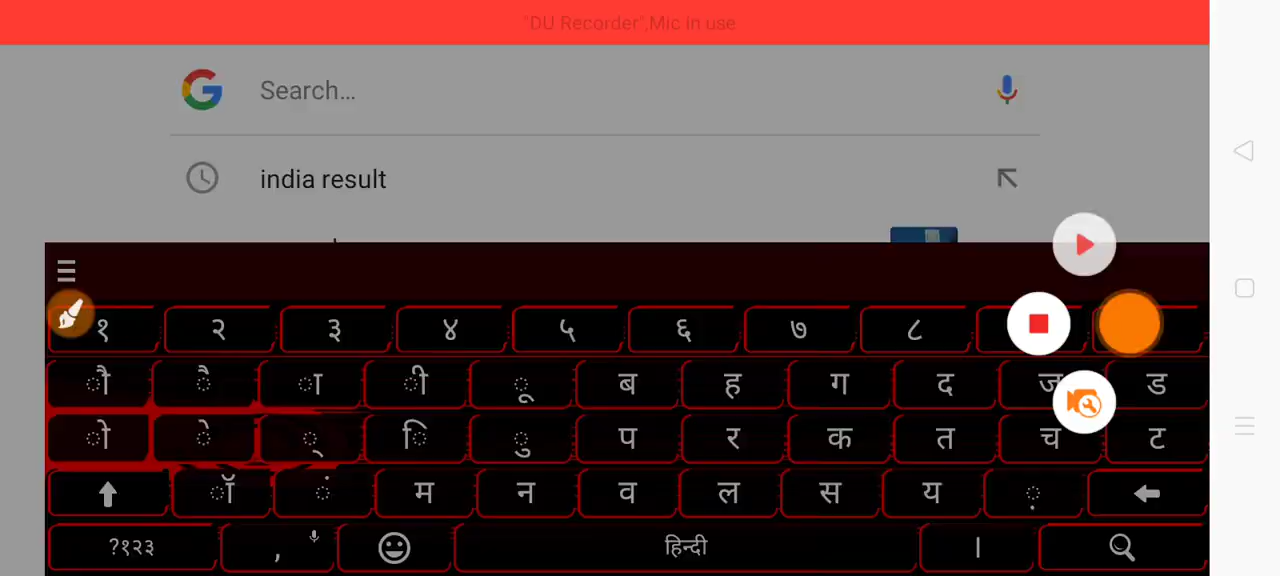 "DU Recorder",Mic in use
Search...
india result
१ २ ३ ४ ५ ६ ७ ८
ौ ै ा ी ू ब ह ग द ज ड
ो े ् ि ु प र क त च ट
ॉ ं म न व ल स य ़
?१२३ , हिन्दी ।